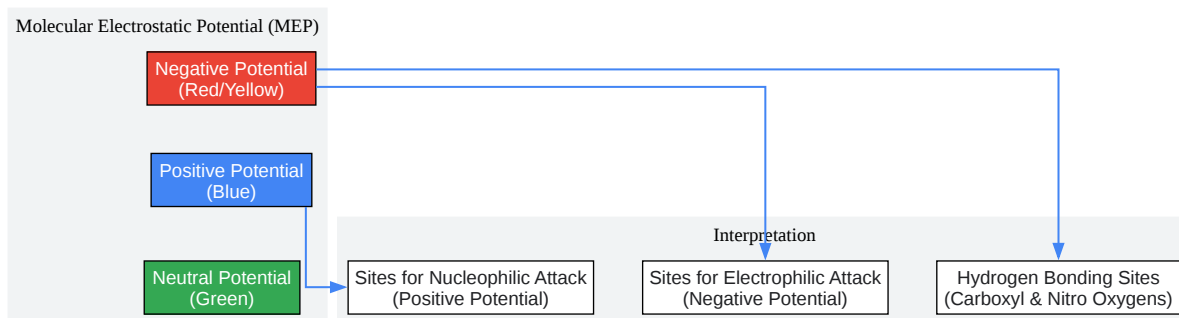 Molecular Electrostatic Potential (MEP)
Negative Potential
(Red/Yellow)
Positive Potential
(Blue)
Neutral Potential
(Green)
Interpretation
Sites for Nucleophilic Attack
(Positive Potential)
Sites for Electrophilic Attack
(Negative Potential)
Hydrogen Bonding Sites
(Carboxyl & Nitro Oxygens)